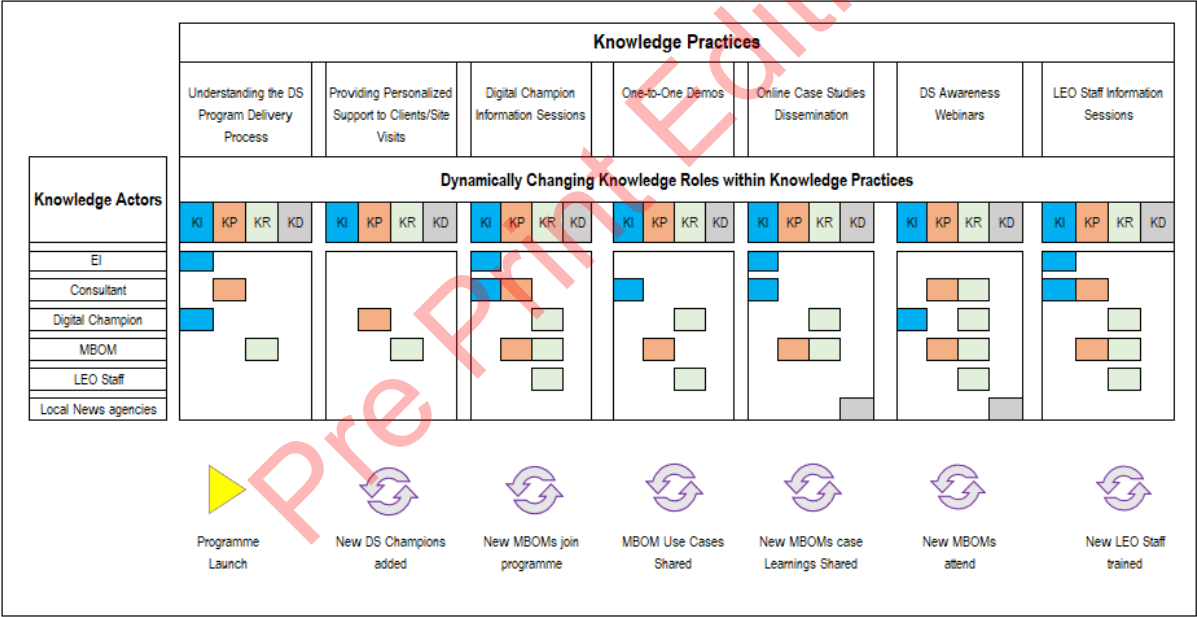 Knowledge Practices
Understanding the DS
Program Delivery
Process
Providing Personalized
Support to Clients/Site
Visits
Digital Champion
Information Sessions
One-to-One Demos
Online Case Studies
Dissemination
DS Awareness
Webinars
LEO Staff Information
Sessions
Knowledge Actors
Dynamically Changing Knowledge Roles within Knowledge Practices
KI KP KR KD KI KP KR KD KI KP KR KD KI KP KR KD KI KP KR KD KI KP KR KD KI KP KR KD
EI
Consultant
Digital Champion
MBOM
LEO Staff
Local News agencies
Programme
Launch
New DS Champions
added
New MBOMs join
programme
MBOM Use Cases
Shared
New MBOMs case
Learnings Shared
New MBOMs
attend
New LEO Staff
trained
Pre Print Editi